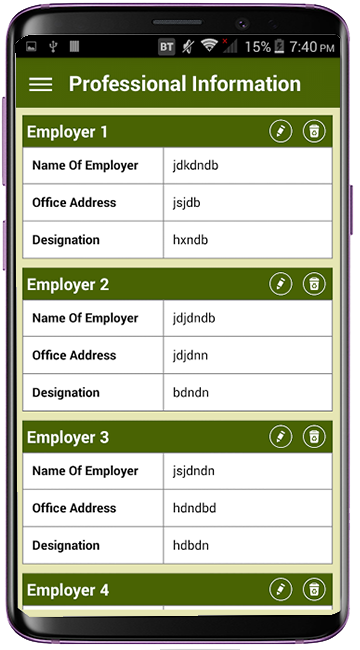 BT 15% 7:40 PM
Professional Information
Employer 1
Name Of Employer jdkdndb
Office Address jsjdb
Designation hxndb
Employer 2
Name Of Employer jdjdndb
Office Address jdjdnn
Designation bdndn
Employer 3
Name Of Employer jsjdndn
Office Address hdndbd
Designation hdbdn
Employer 4